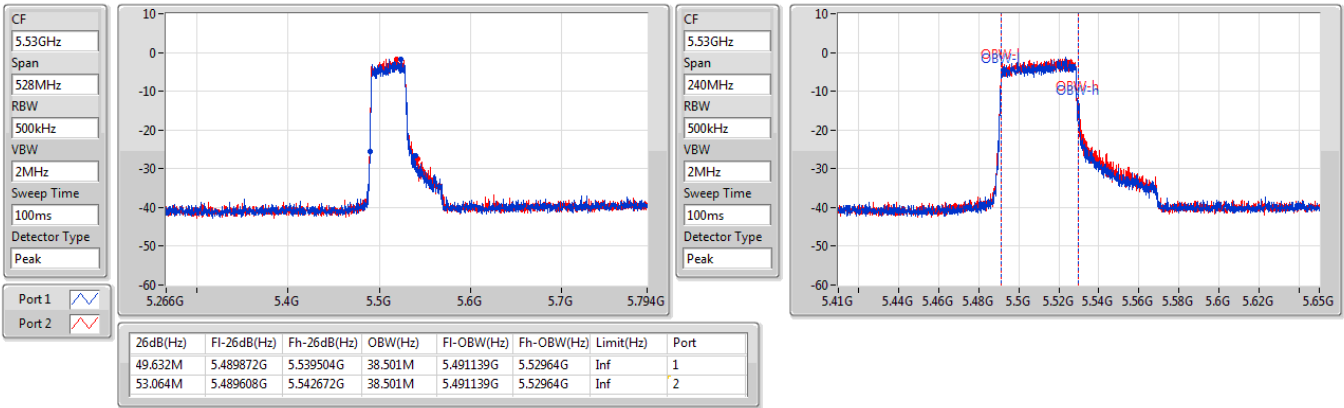 CF
5.53GHz
Span
528MHz
RBW
500kHz
VBW
2MHz
Sweep Time
100ms
Detector Type
Peak
Port 1
Port 2
10-
0-
-10-
-20-
-30-
-40-
-50-
-60-
5.266G 5.4G 5.5G 5.6G 5.7G 5.794G
CF
5.53GHz
Span
240MHz
RBW
500kHz
VBW
2MHz
Sweep Time
100ms
Detector Type
Peak
10-
0-
-10-
-20-
-30-
-40-
-50-
-60-
OBW-l
OBW-h
5.41G 5.44G 5.46G 5.48G 5.5G 5.52G 5.54G 5.56G 5.58G 5.6G 5.62G 5.65G
26dB(Hz) Fl-26dB(Hz) Fh-26dB(Hz) OBW(Hz) Fl-OBW(Hz) Fh-OBW(Hz) Limit(Hz) Port
49.632M 5.489872G 5.539504G 38.501M 5.491139G 5.52964G Inf 1
53.064M 5.489608G 5.542672G 38.501M 5.491139G 5.52964G Inf 2